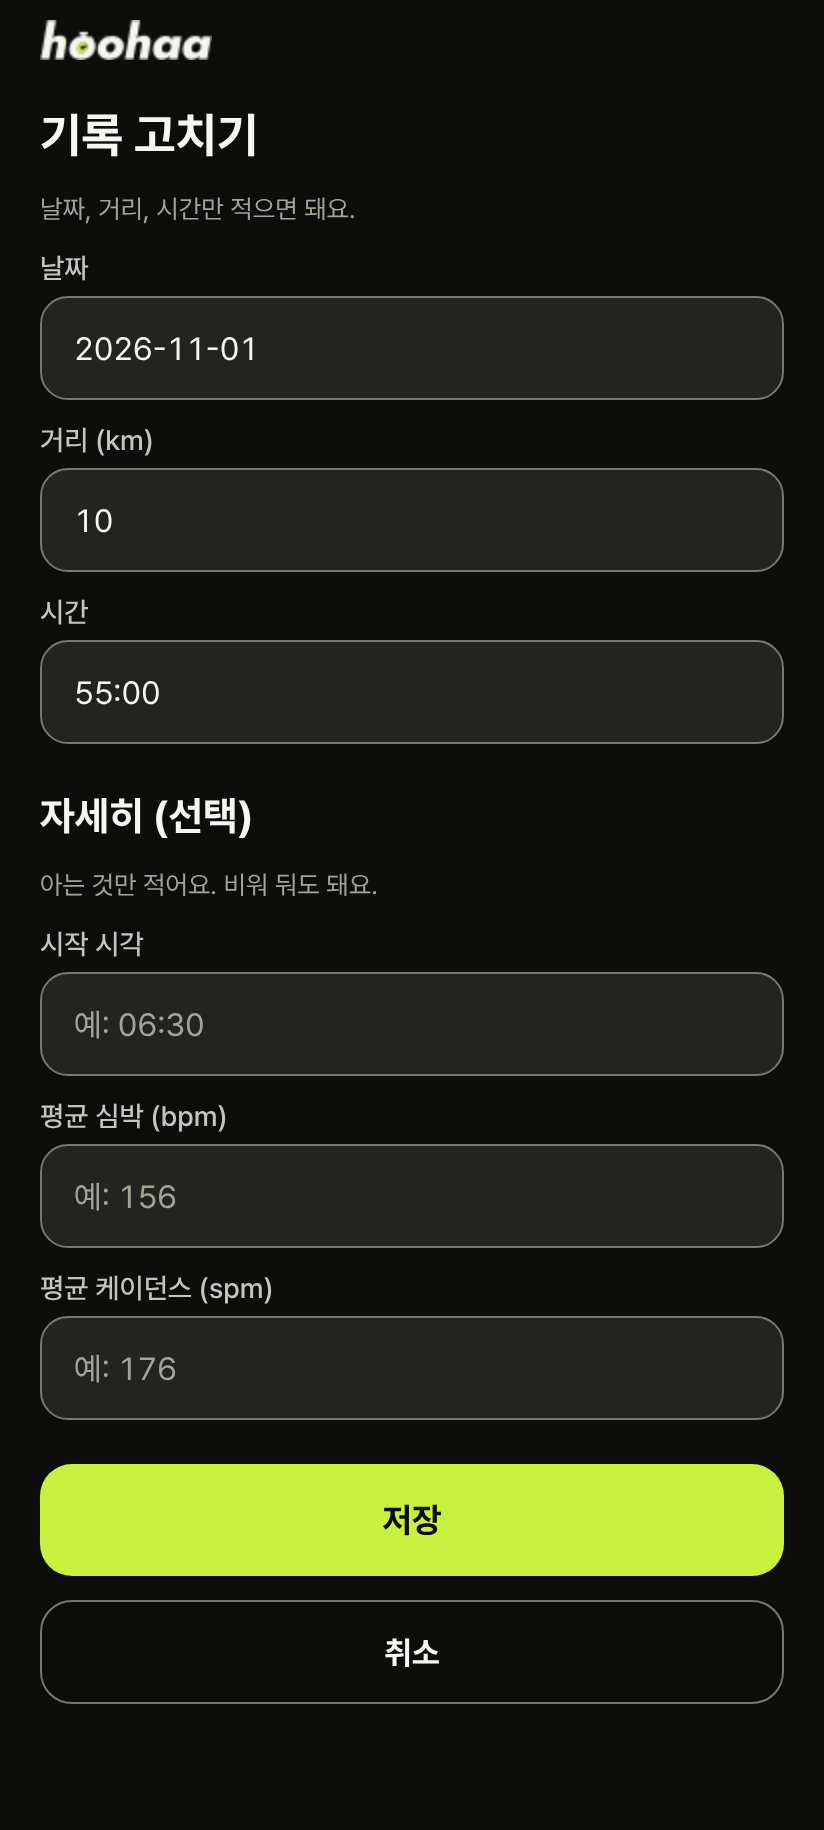 hoohaa
기록 고치기
날짜, 거리, 시간만 적으면 돼요.
날짜
2026-11-01
거리 (km)
10
시간
55:00
자세히 (선택)
아는 것만 적어요. 비워 둬도 돼요.
시작 시각
예: 06:30
평균 심박 (bpm)
예: 156
평균 케이던스 (spm)
예: 176
저장
취소